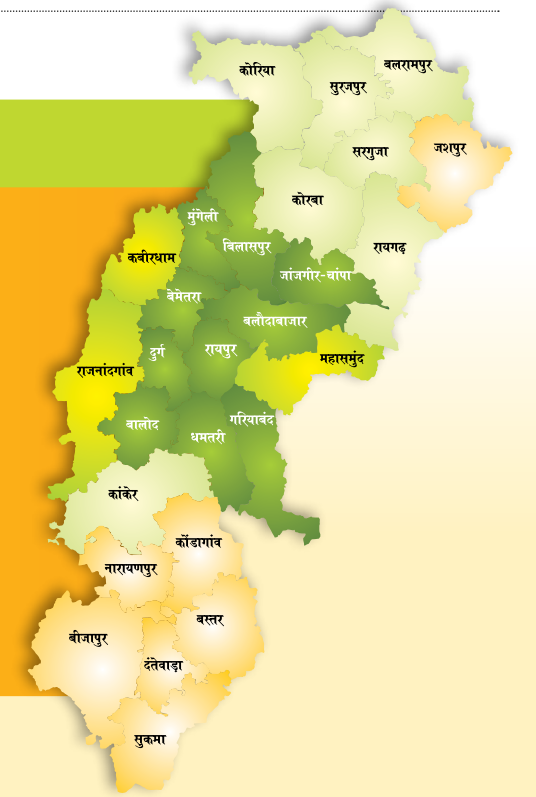 कोरिया
बलरामपुर
सुरजपुर
सरगुजा
जशपुर
कोरबा
मुंगेली
रायगढ़
बिलासपुर
कबीरधाम
जांजगीर-चांपा
बेमेतरा
बलौदाबाजार
दुर्ग
रायपुर
महासमुंद
राजनांदगांव
गरियाबंद
बालोद
धमतरी
कांकेर
कोंडागांव
नारायणपुर
बस्तर
बीजापुर
दंतेवाड़ा
सुकमा